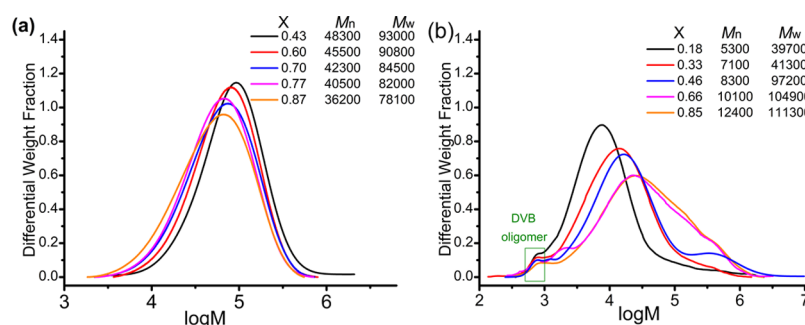 (a)
X Mn Mw
0.43 48300 93000
0.60 45500 90800
0.70 42300 84500
0.77 40500 82000
0.87 36200 78100
Differential Weight Fraction
1.4
1.2
1.0
0.8
0.6
0.4
0.2
0.0
3 4 5 6
logM
(b)
X Mn Mw
0.18 5300 39700
0.33 7100 41300
0.46 8300 97200
0.66 10100 104900
0.85 12400 111300
Differential Weight Fraction
1.4
1.2
1.0
0.8
0.6
0.4
0.2
0.0
DVB
oligomer
2 3 4 5 6 7
logM